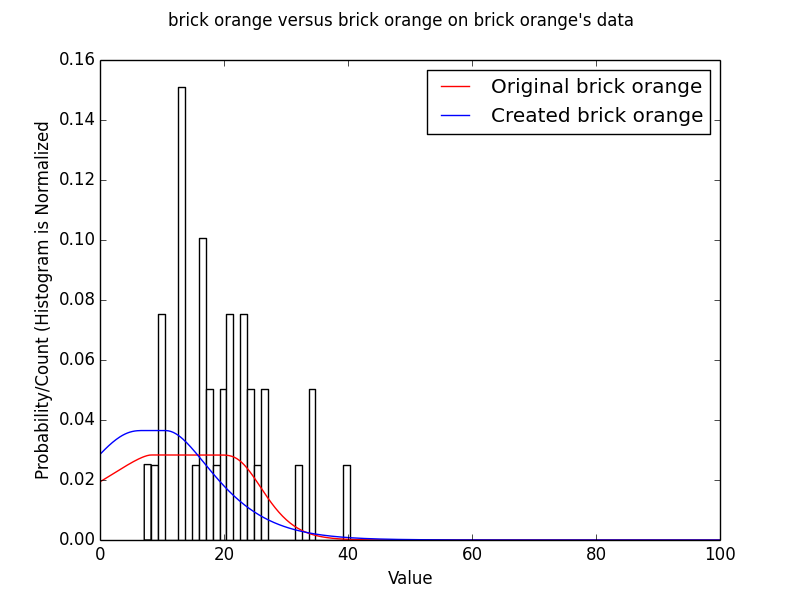 brick orange versus brick orange on brick orange's data
Original brick orange
Created brick orange
Probability/Count (Histogram is Normalized
0.16
0.14
0.12
0.10
0.08
0.06
0.04
0.02
0.00
0 20 40 60 80 100
Value